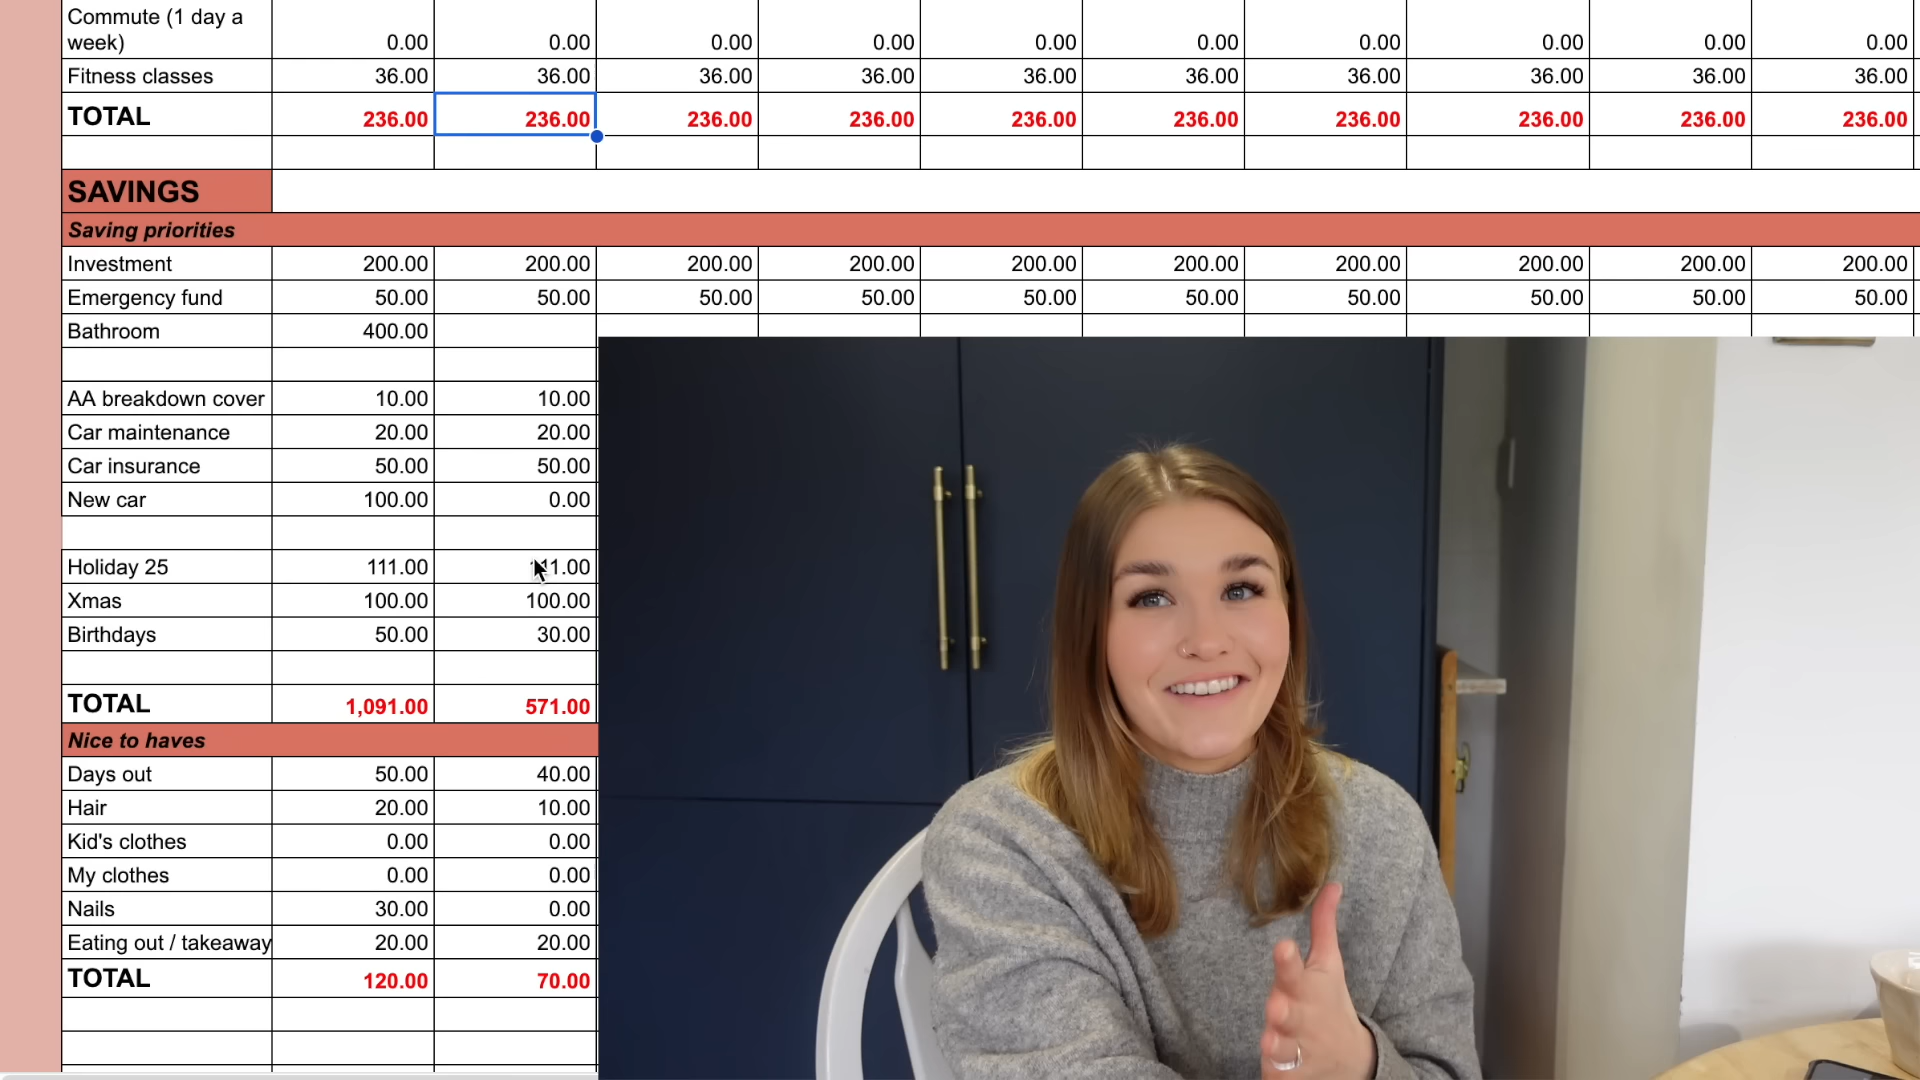 Commute (1 day a
week) 0.00 0.00 0.00 0.00 0.00 0.00 0.00 0.00 0.00 0.00
Fitness classes 36.00 36.00 36.00 36.00 36.00 36.00 36.00 36.00 36.00 36.00
TOTAL 236.00 236.00 236.00 236.00 236.00 236.00 236.00 236.00 236.00 236.00
SAVINGS
Saving priorities
Investment 200.00 200.00 200.00 200.00 200.00 200.00 200.00 200.00 200.00 200.00
Emergency fund 50.00 50.00 50.00 50.00 50.00 50.00 50.00 50.00 50.00 50.00
Bathroom 400.00
AA breakdown cover 10.00 10.00
Car maintenance 20.00 20.00
Car insurance 50.00 50.00
New car 100.00 0.00
Holiday 25 111.00
Xmas 100.00 100.00
Birthdays 50.00 30.00
TOTAL 1,091.00 571.00
Nice to haves
Days out 50.00 40.00
Hair 20.00 10.00
Kid's clothes 0.00 0.00
My clothes 0.00 0.00
Nails 30.00 0.00
Eating out / takeaway 20.00 20.00
TOTAL 120.00 70.00